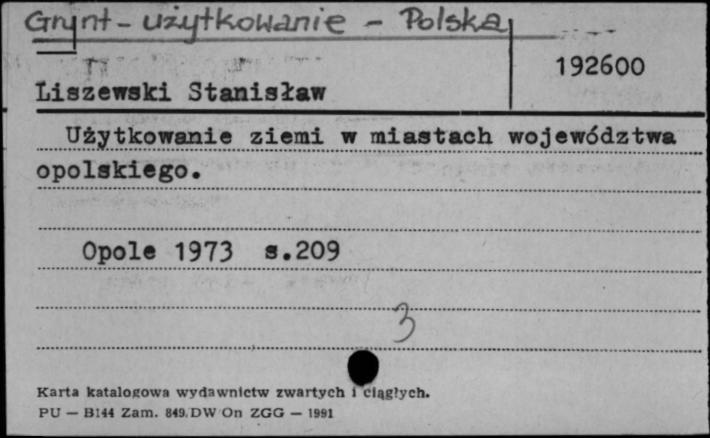 Grunt - użytkowanie - Polska
192600
Liszewski Stanisław
Użytkowanie ziemi w miastach województwa
opolskiego.
Opole 1973 s.209
3
Karta katalogowa wydawnictw zwartych i ciągłych.
PU — B144 Zam. 849. DW On ZGG — 1991